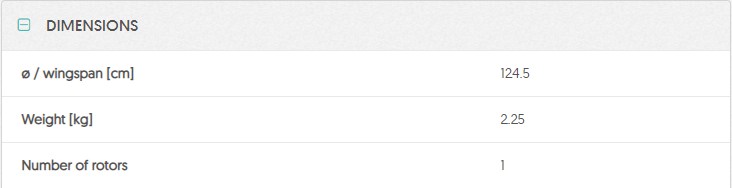 DIMENSIONS
ø / wingspan [cm] 124.5
Weight [kg] 2.25
Number of rotors 1